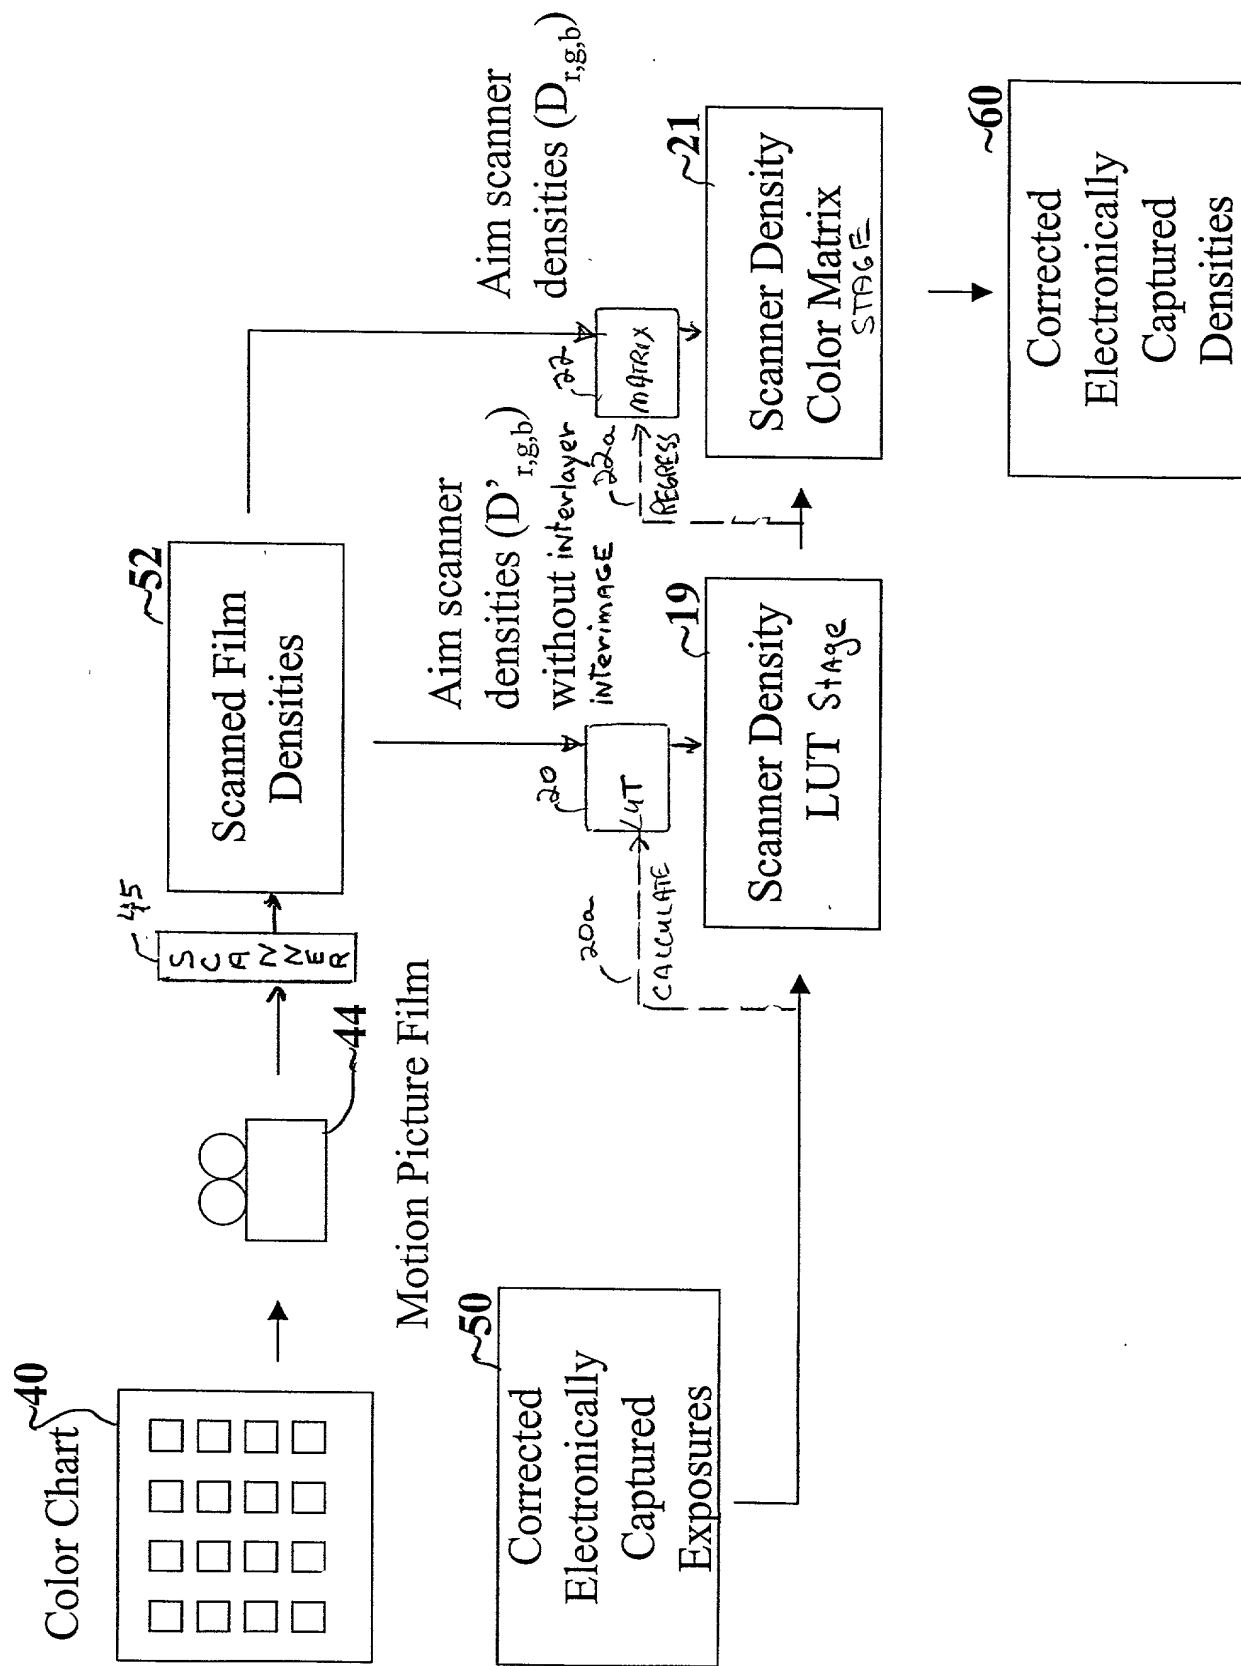 Color Chart
~40
Motion Picture Film
~44
45
SCANNER
Scanned Film
Densities
~52
Aim scanner
densities (D'r,g,b)
without interlayer
interimage
Aim scanner
densities (Dr,g,b)
~50
Corrected
Electronically
Captured
Exposures
20a
CALCULATE
20
LUT
~19
Scanner Density
LUT Stage
22a
REGRESS
22
MATRIX
~21
Scanner Density
Color Matrix
STAGE
~60
Corrected
Electronically
Captured
Densities